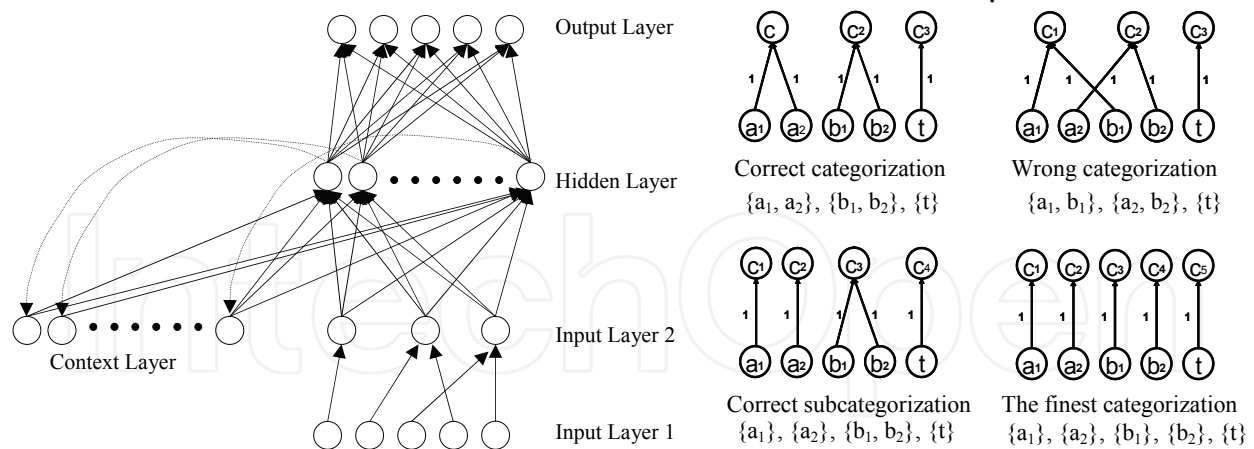 Output Layer
Hidden Layer
Input Layer 2
Context Layer
Input Layer 1
C C2 C3
1 1 1 1 1
a1 a2 b1 b2 t
Correct categorization
{a1, a2}, {b1, b2}, {t}
C1 C2 C3
1 1 1 1 1
a1 a2 b1 b2 t
Wrong categorization
{a1, b1}, {a2, b2}, {t}
C1 C2 C3 C4
1 1 1 1 1
a1 a2 b1 b2 t
Correct subcategorization
{a1}, {a2}, {b1, b2}, {t}
C1 C2 C3 C4 C5
1 1 1 1 1
a1 a2 b1 b2 t
The finest categorization
{a1}, {a2}, {b1}, {b2}, {t}
IntechOpen